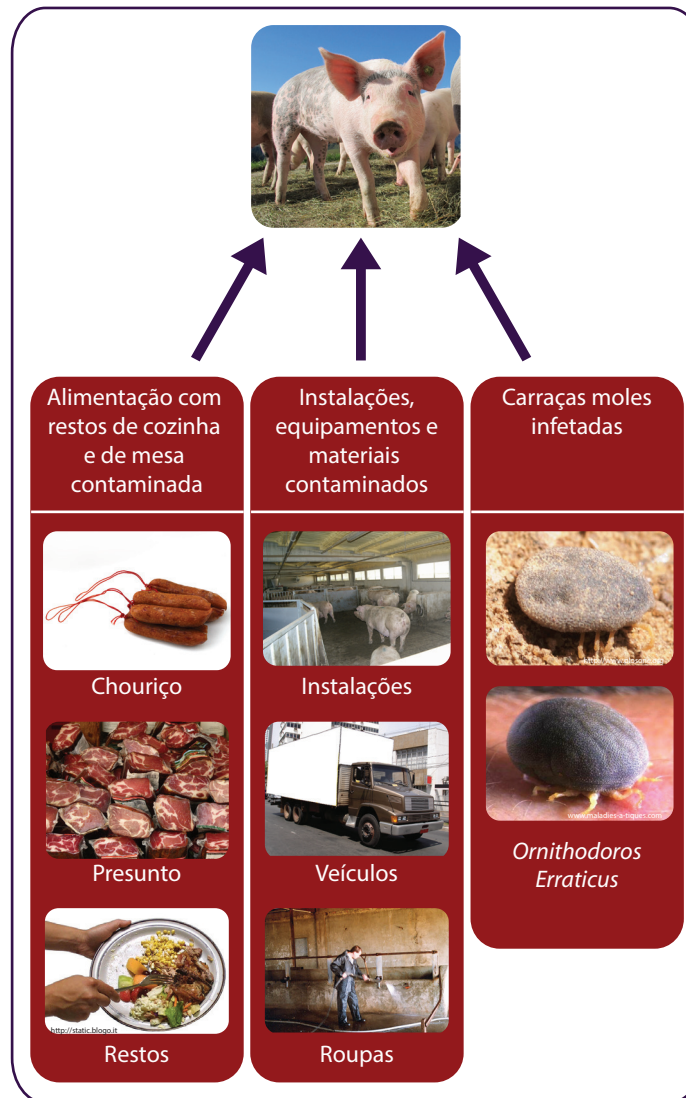 Alimentação com
restos de cozinha
e de mesa
contaminada
Chouriço
Presunto
http://static.blogo.it
Restos
Instalações,
equipamentos e
materiais
contaminados
Instalações
Veículos
Roupas
Carraças moles
infetadas
www.maladies-a-tiques.com
Ornithodoros
Erraticus